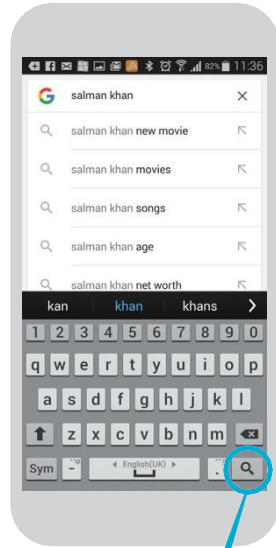 82% 11:36
G salman khan
salman khan new movie
salman khan movies
salman khan songs
salman khan age
salman khan net worth
kan khan khans
1 2 3 4 5 6 7 8 9 0
q w e r t y u i o p
a s d f g h j k l
z x c v b n m
Sym English(UK) .